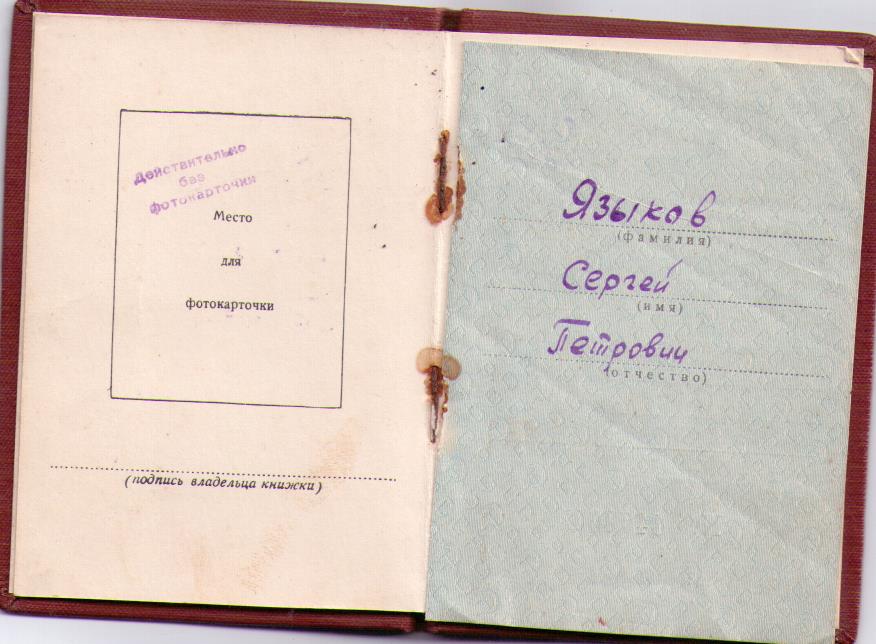 Действительно
без
фотокарточки
Место
для
фотокарточки
(подпись владельца книжки)
Языков
(фамилия)
Сергей
(имя)
Петрович
(отчество)